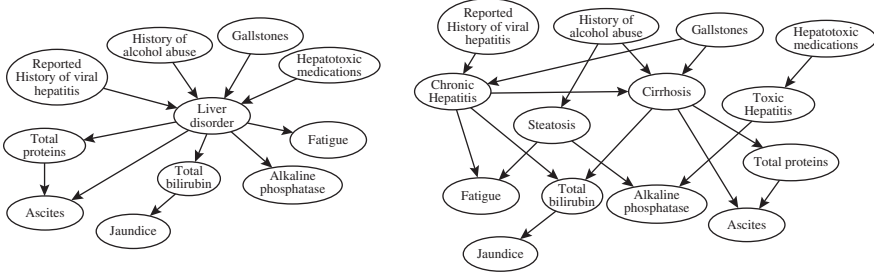 History of
alcohol abuse
Gallstones
Reported
History of viral
hepatitis
Hepatotoxic
medications
Liver
disorder
Total
proteins
Fatigue
Total
bilirubin
Alkaline
phosphatase
Ascites
Jaundice
Reported
History of viral
hepatitis
History of
alcohol abuse
Gallstones
Hepatotoxic
medications
Chronic
Hepatitis
Cirrhosis
Toxic
Hepatitis
Steatosis
Total proteins
Fatigue
Total
bilirubin
Alkaline
phosphatase
Ascites
Jaundice